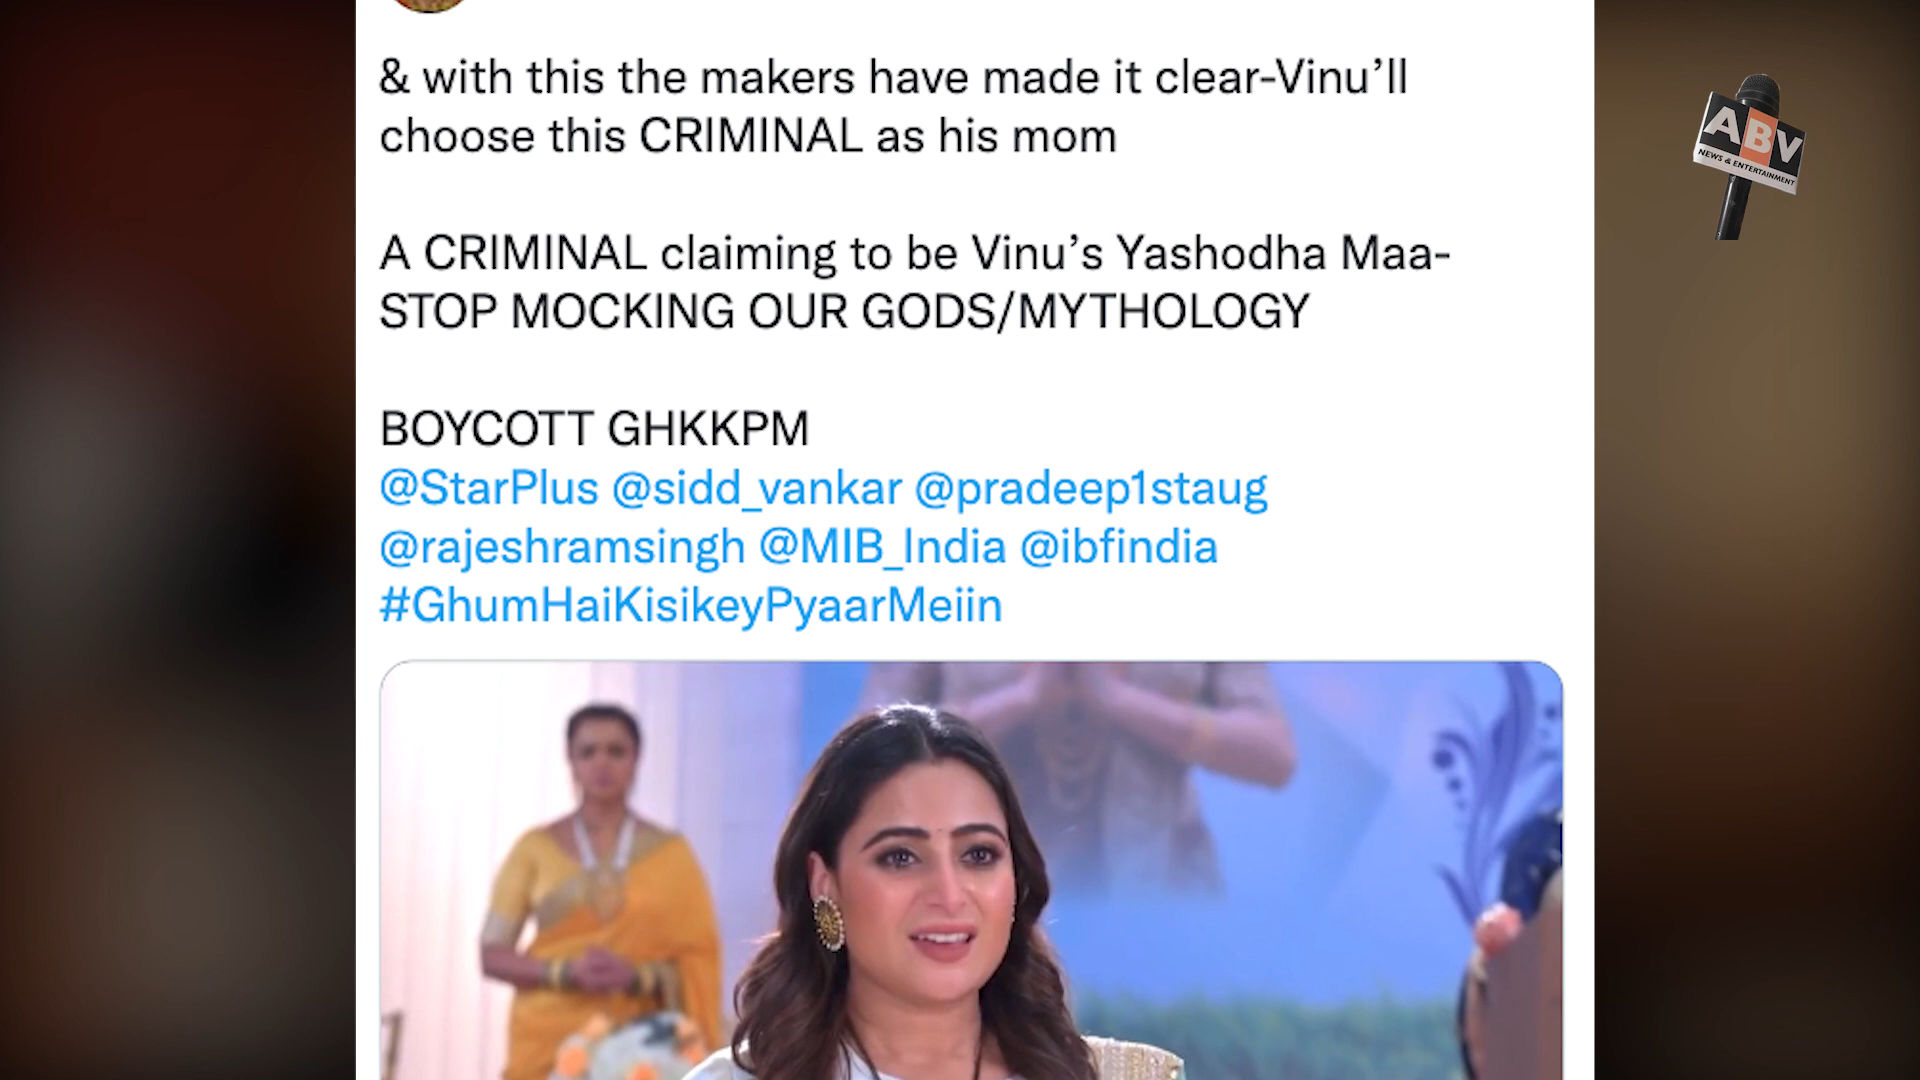 & with this the makers have made it clear-Vinu’ll
choose this CRIMINAL as his mom
A CRIMINAL claiming to be Vinu’s Yashodha Maa-
STOP MOCKING OUR GODS/MYTHOLOGY
BOYCOTT GHKKPM
@StarPlus @sidd_vankar @pradeep1staug
@rajeshramsingh @MIB_India @ibfindia
#GhumHaiKisikeyPyaarMeiin
ABV
NEWS & ENTERTAINMENT